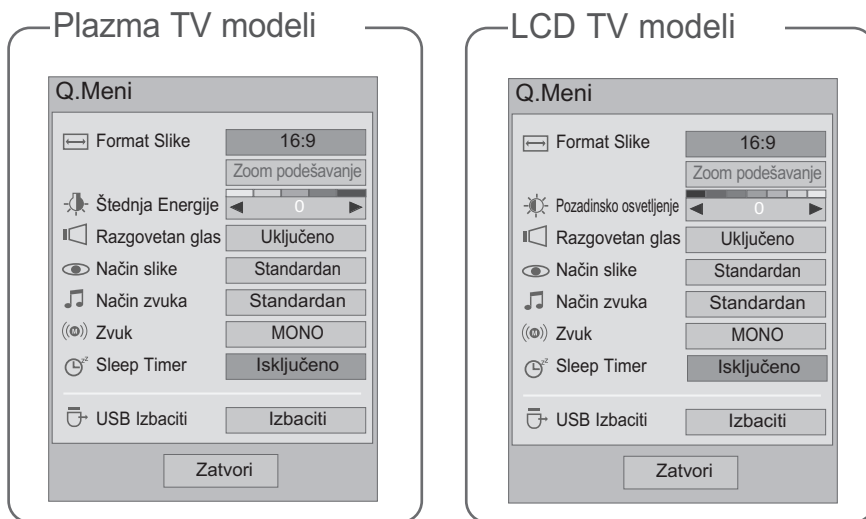 Plazma TV modeli
Q.Meni
Format Slike 16:9
Zoom podešavanje
Štednja Energije 0
Razgovetan glas Uključeno
Način slike Standardan
Način zvuka Standardan
Zvuk MONO
Sleep Timer Isključeno
USB Izbaciti Izbaciti
Zatvori
LCD TV modeli
Q.Meni
Format Slike 16:9
Zoom podešavanje
Pozadinsko osvetljenje 0
Razgovetan glas Uključeno
Način slike Standardan
Način zvuka Standardan
Zvuk MONO
Sleep Timer Isključeno
USB Izbaciti Izbaciti
Zatvori